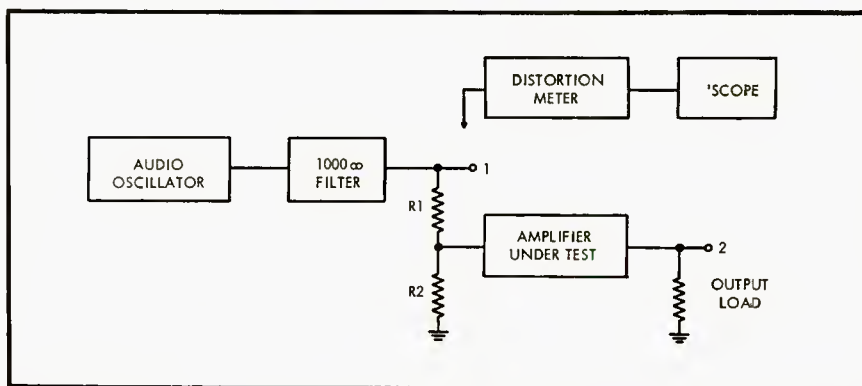 DISTORTION
METER
'SCOPE
AUDIO
OSCILLATOR
1000∞
FILTER
1
R1
AMPLIFIER
UNDER TEST
2
R2
OUTPUT
LOAD